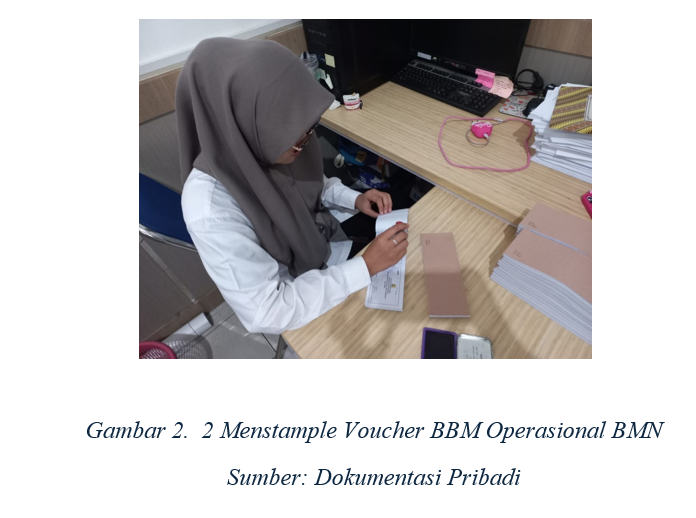 Gambar 2.  2 Menstample Voucher BBM Operasional BMN
Sumber: Dokumentasi Pribadi